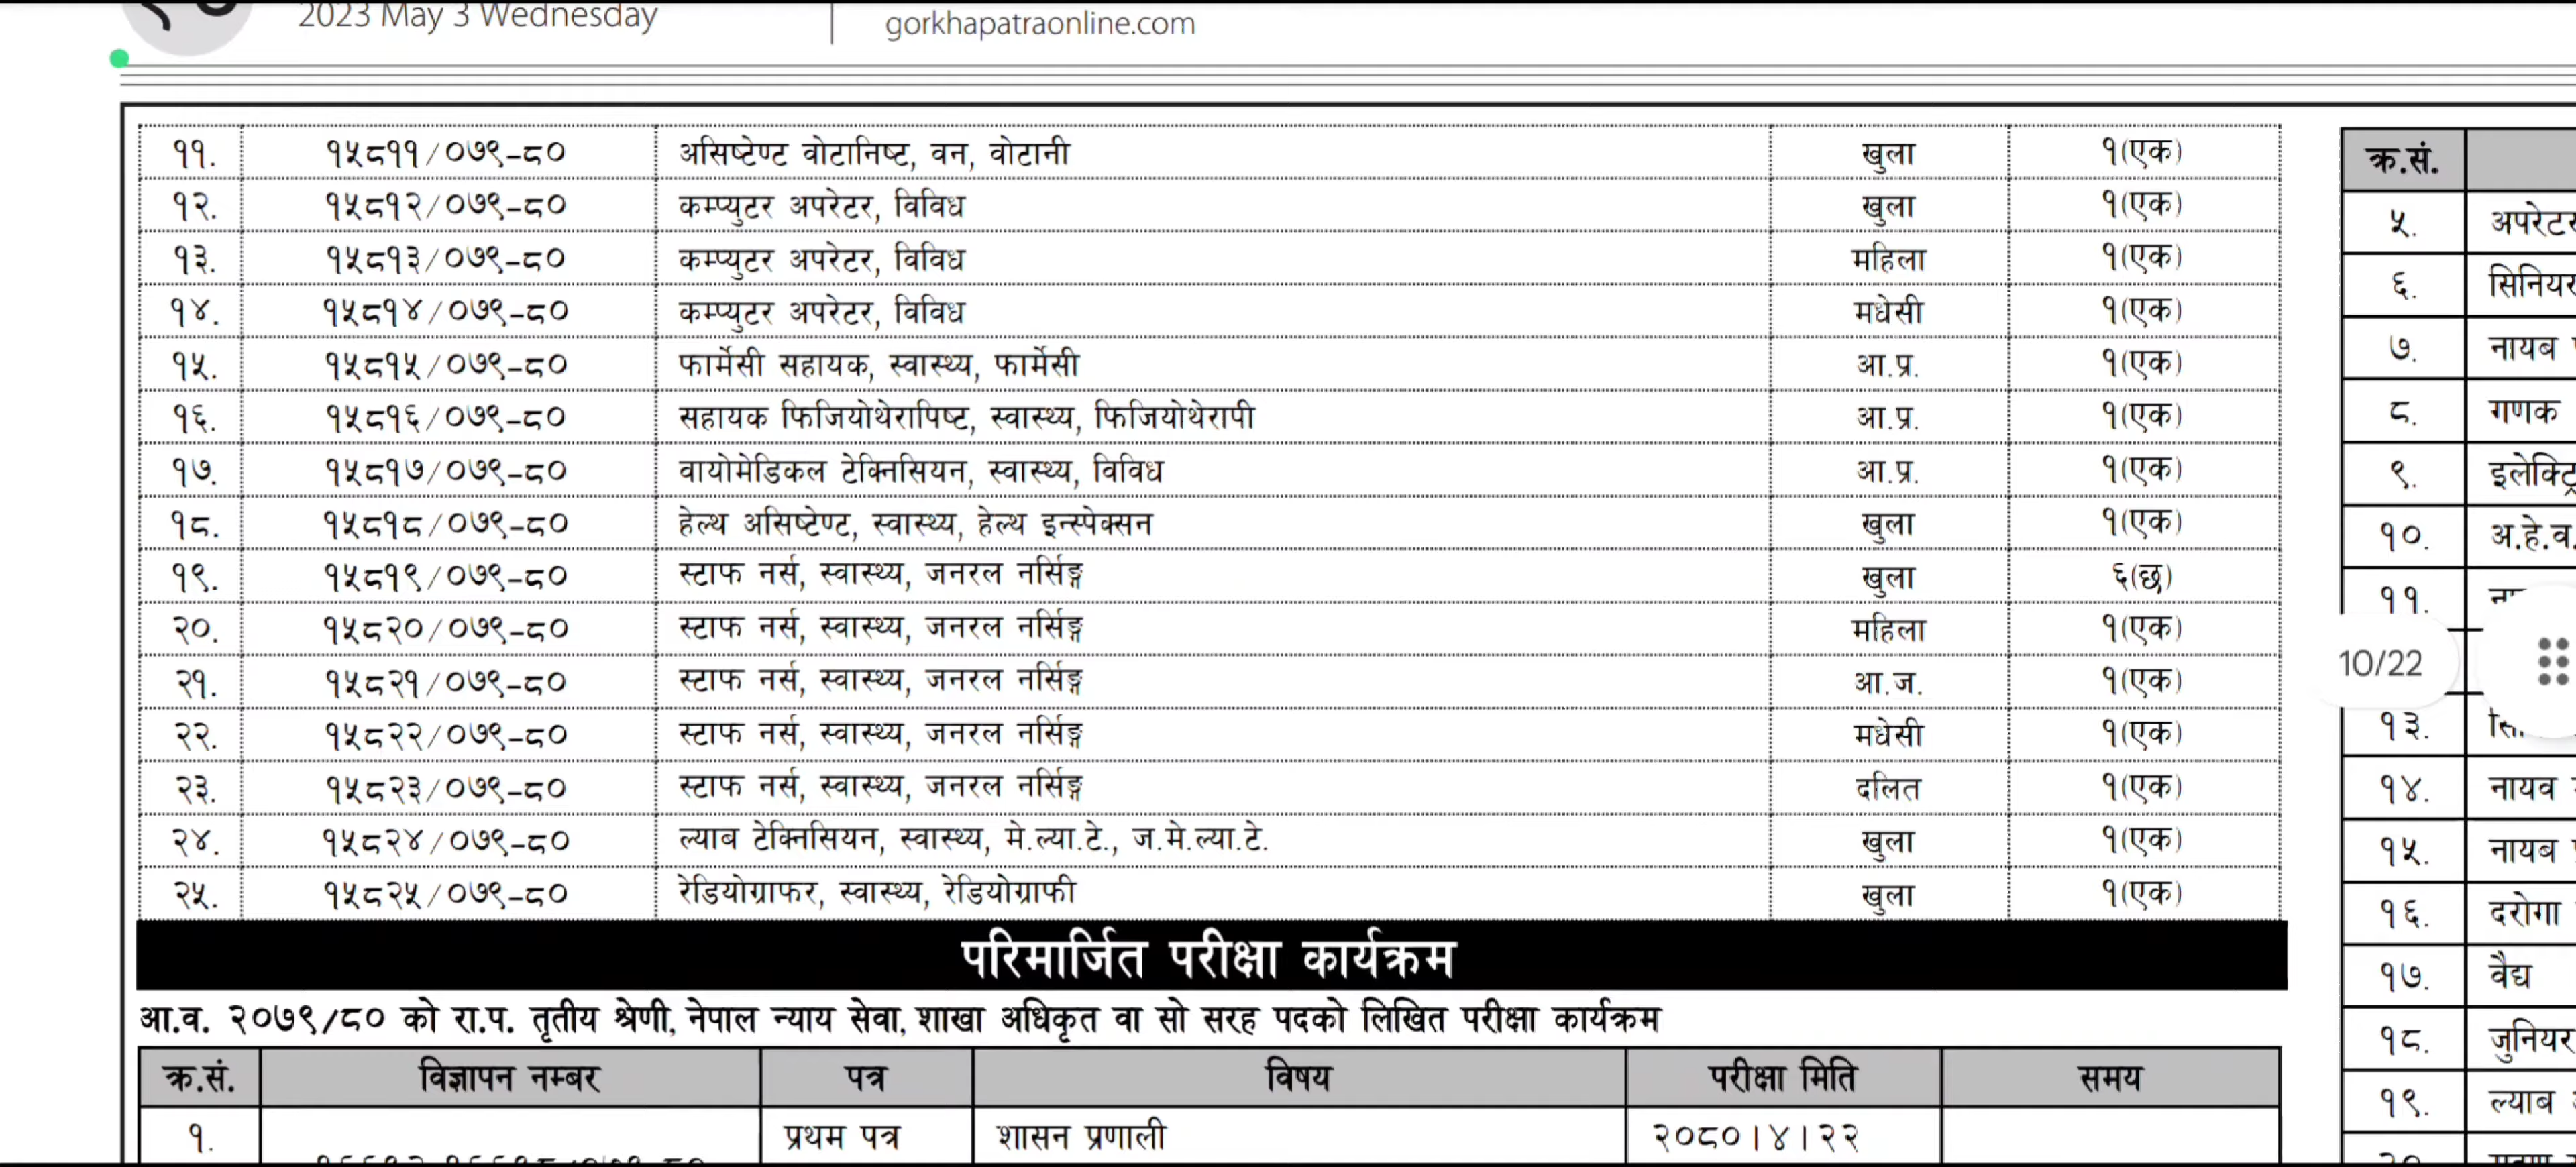 2023 May 3 Wednesday
gorkhapatraonline.com
११. १५८११/०७९-८० असिष्टेण्ट वोटानिष्ट, वन, वोटानी खुला १(एक)
१२. १५८१२/०७९-८० कम्प्युटर अपरेटर, विविध खुला १(एक)
१३. १५८१३/०७९-८० कम्प्युटर अपरेटर, विविध महिला १(एक)
१४. १५८१४/०७९-८० कम्प्युटर अपरेटर, विविध मधेसी १(एक)
१५. १५८१५/०७९-८० फार्मेसी सहायक, स्वास्थ्य, फार्मेसी आ.प्र. १(एक)
१६. १५८१६/०७९-८० सहायक फिजियोथेरापिष्ट, स्वास्थ्य, फिजियोथेरापी आ.प्र. १(एक)
१७. १५८१७/०७९-८० वायोमेडिकल टेक्निसियन, स्वास्थ्य, विविध आ.प्र. १(एक)
१८. १५८१८/०७९-८० हेल्थ असिष्टेण्ट, स्वास्थ्य, हेल्थ इन्स्पेक्सन खुला १(एक)
१९. १५८१९/०७९-८० स्टाफ नर्स, स्वास्थ्य, जनरल नर्सिङ्ग खुला ६(छ)
२०. १५८२०/०७९-८० स्टाफ नर्स, स्वास्थ्य, जनरल नर्सिङ्ग महिला १(एक)
२१. १५८२१/०७९-८० स्टाफ नर्स, स्वास्थ्य, जनरल नर्सिङ्ग आ.ज. १(एक)
२२. १५८२२/०७९-८० स्टाफ नर्स, स्वास्थ्य, जनरल नर्सिङ्ग मधेसी १(एक)
२३. १५८२३/०७९-८० स्टाफ नर्स, स्वास्थ्य, जनरल नर्सिङ्ग दलित १(एक)
२४. १५८२४/०७९-८० ल्याब टेक्निसियन, स्वास्थ्य, मे.ल्या.टे., ज.मे.ल्या.टे. खुला १(एक)
२५. १५८२५/०७९-८० रेडियोग्राफर, स्वास्थ्य, रेडियोग्राफी खुला १(एक)
परिमार्जित परीक्षा कार्यक्रम
आ.व. २०७९/८० को रा.प. तृतीय श्रेणी, नेपाल न्याय सेवा, शाखा अधिकृत वा सो सरह पदको लिखित परीक्षा कार्यक्रम
क्र.सं. विज्ञापन नम्बर पत्र विषय परीक्षा मिति समय
१. प्रथम पत्र शासन प्रणाली २०८०।४।२२
क्र.सं.
५. अपरेटर
६. सिनियर
७. नायब
८. गणक
९. 
१०. अ.हे.व.
११.
10/22
१३.
१४. नायव
१५. नायब
१६. दरोगा
१७. वैद्य
१८. जुनियर
१९. ल्याब